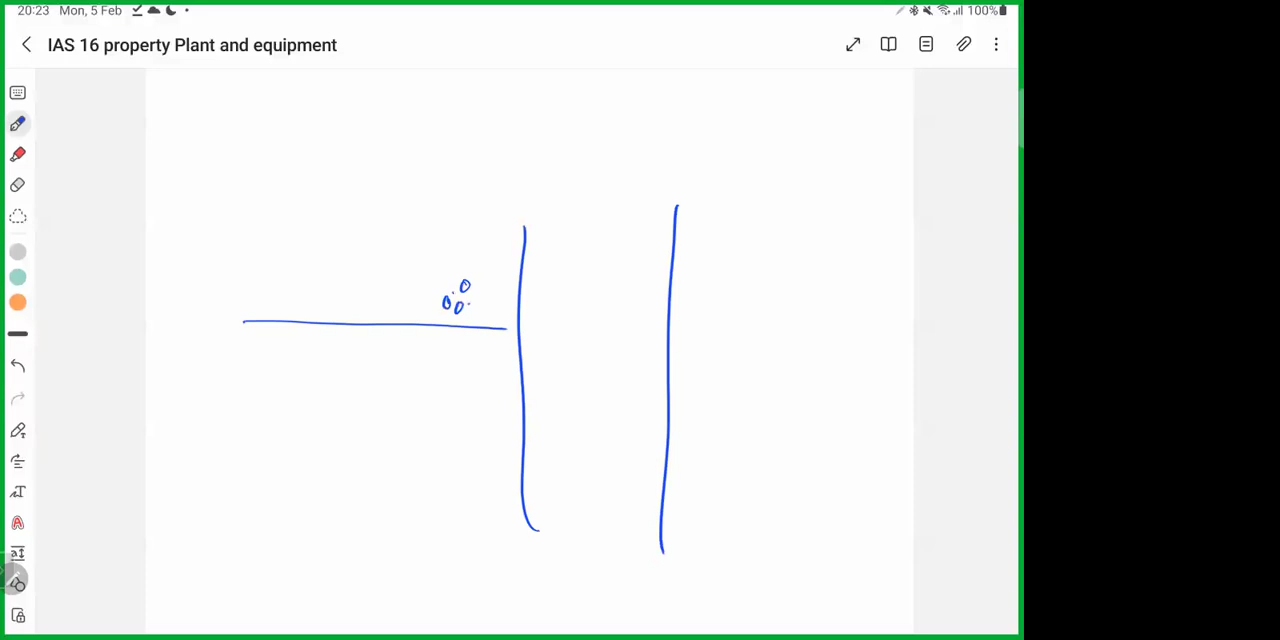 20:23 Mon, 5 Feb 100%
IAS 16 property Plant and equipment